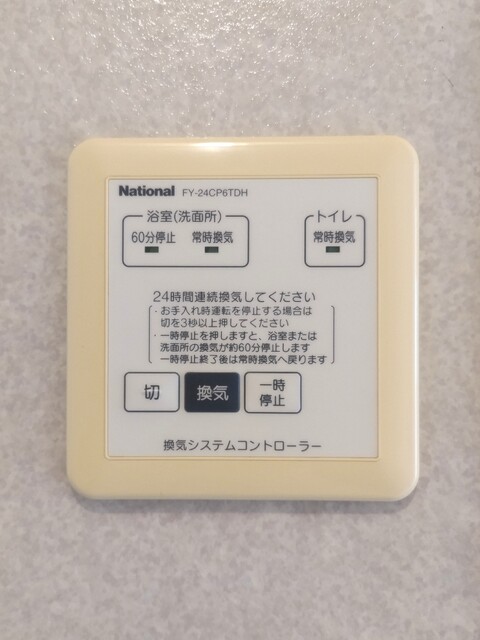 National FY-24CP6TDH
浴室(洗面所) トイレ
60分停止 常時換気 常時換気
24時間連続換気してください
・お手入れ時運転を停止する場合は
切を3秒以上押してください
・一時停止を押しますと、浴室または
洗面所の換気が約60分停止します
一時停止終了後は常時換気へ戻ります
切 換気 一時
停止
換気システムコントローラー